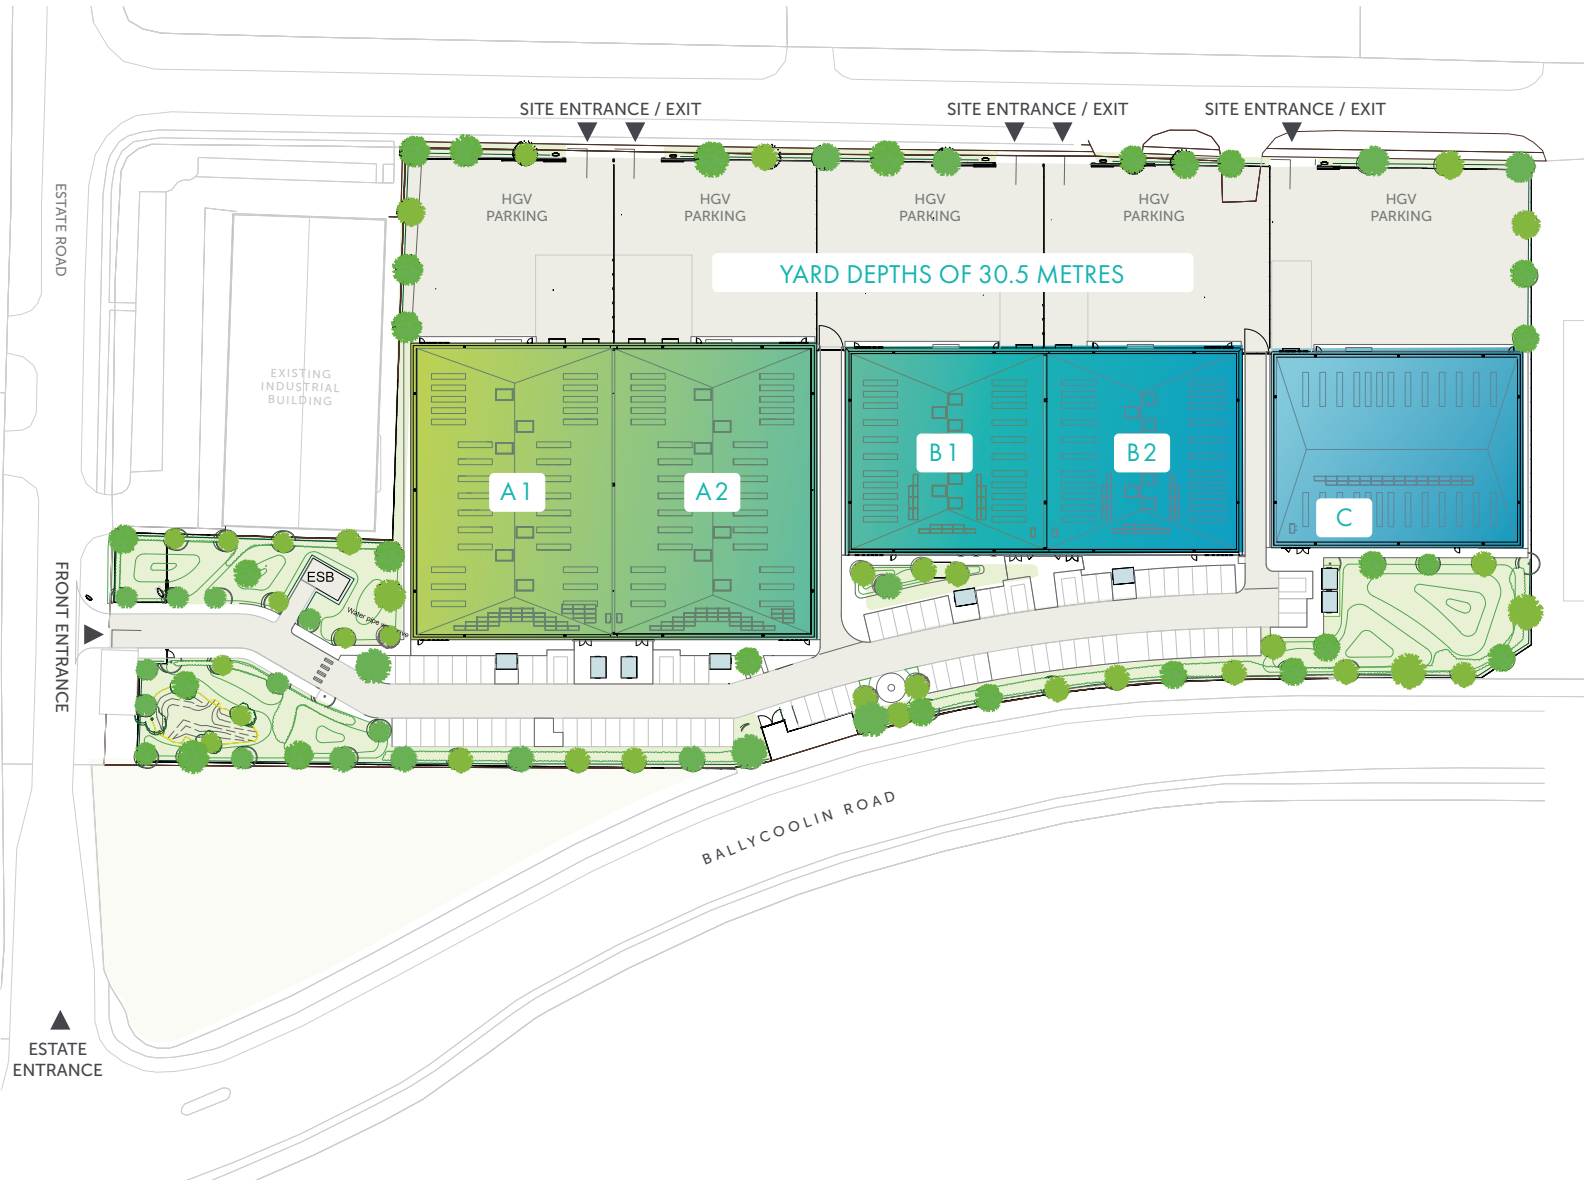 SITE ENTRANCE / EXIT
SITE ENTRANCE / EXIT
SITE ENTRANCE / EXIT
HGV
PARKING
HGV
PARKING
HGV
PARKING
HGV
PARKING
HGV
PARKING
ESTATE ROAD
YARD DEPTHS OF 30.5 METRES
EXISTING
INDUSTRIAL
BUILDING
A1
A2
B1
B2
C
ESB
Water pipe
FRONT ENTRANCE
BALLYCOOLIN ROAD
ESTATE
ENTRANCE